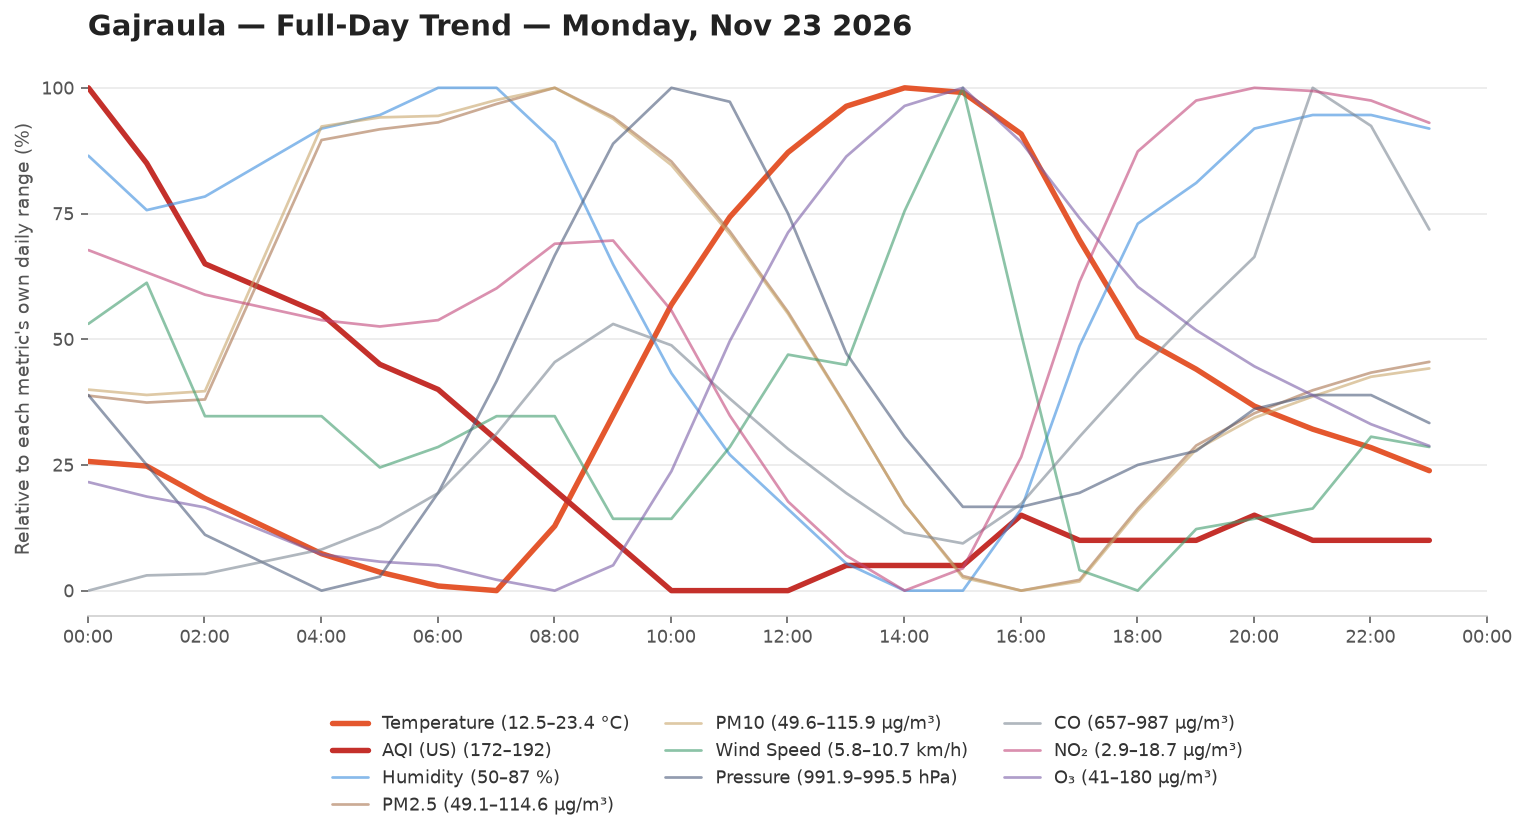 Gajraula — Full-Day Trend — Monday, Nov 23 2026
Relative to each metric's own daily range (%)
100
75
50
25
0
00:00 02:00 04:00 06:00 08:00 10:00 12:00 14:00 16:00 18:00 20:00 22:00 00:00
Temperature (12.5–23.4 °C)
AQI (US) (172–192)
Humidity (50–87 %)
PM2.5 (49.1–114.6 µg/m³)
PM10 (49.6–115.9 µg/m³)
Wind Speed (5.8–10.7 km/h)
Pressure (991.9–995.5 hPa)
CO (657–987 µg/m³)
NO₂ (2.9–18.7 µg/m³)
O₃ (41–180 µg/m³)